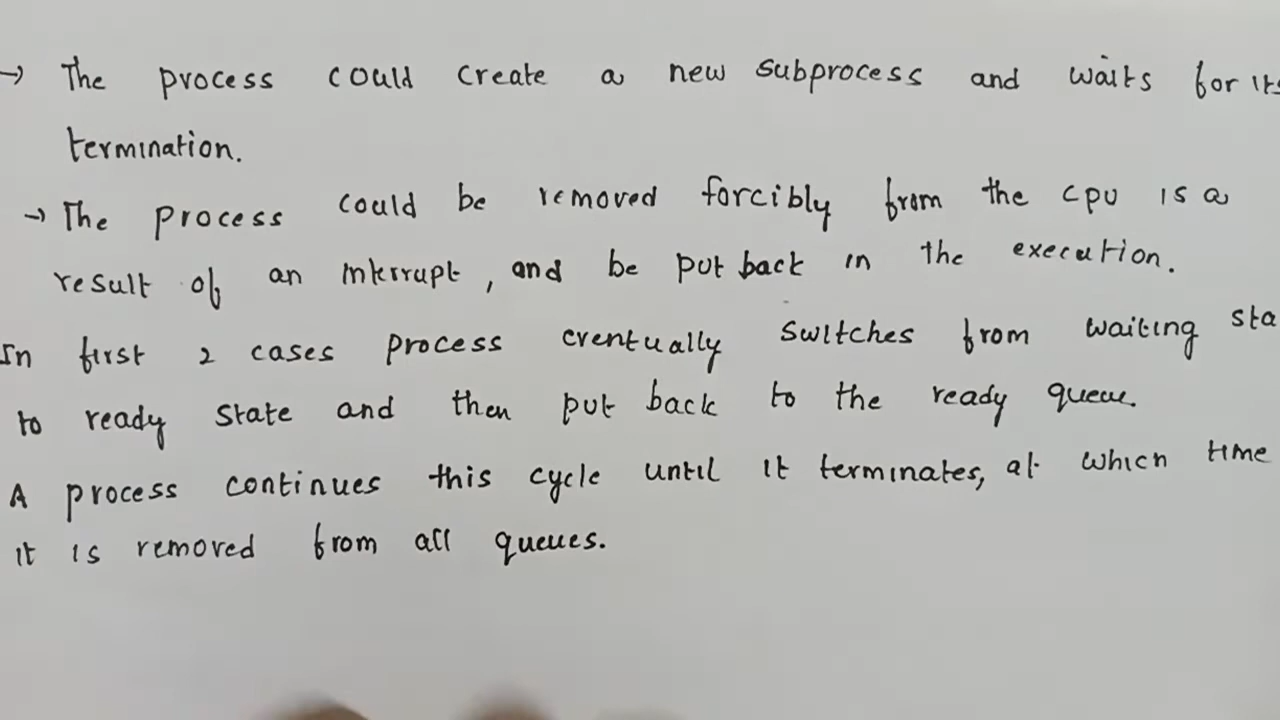 → The process could create a new subprocess and waits for its
termination.
→ The process could be removed forcibly from the cpu is a
result of an interrupt, and be put back in the execution.
In first 2 cases process eventually switches from waiting sta
to ready state and then put back to the ready queue.
A process continues this cycle until it terminates, at which time
it is removed from all queues.